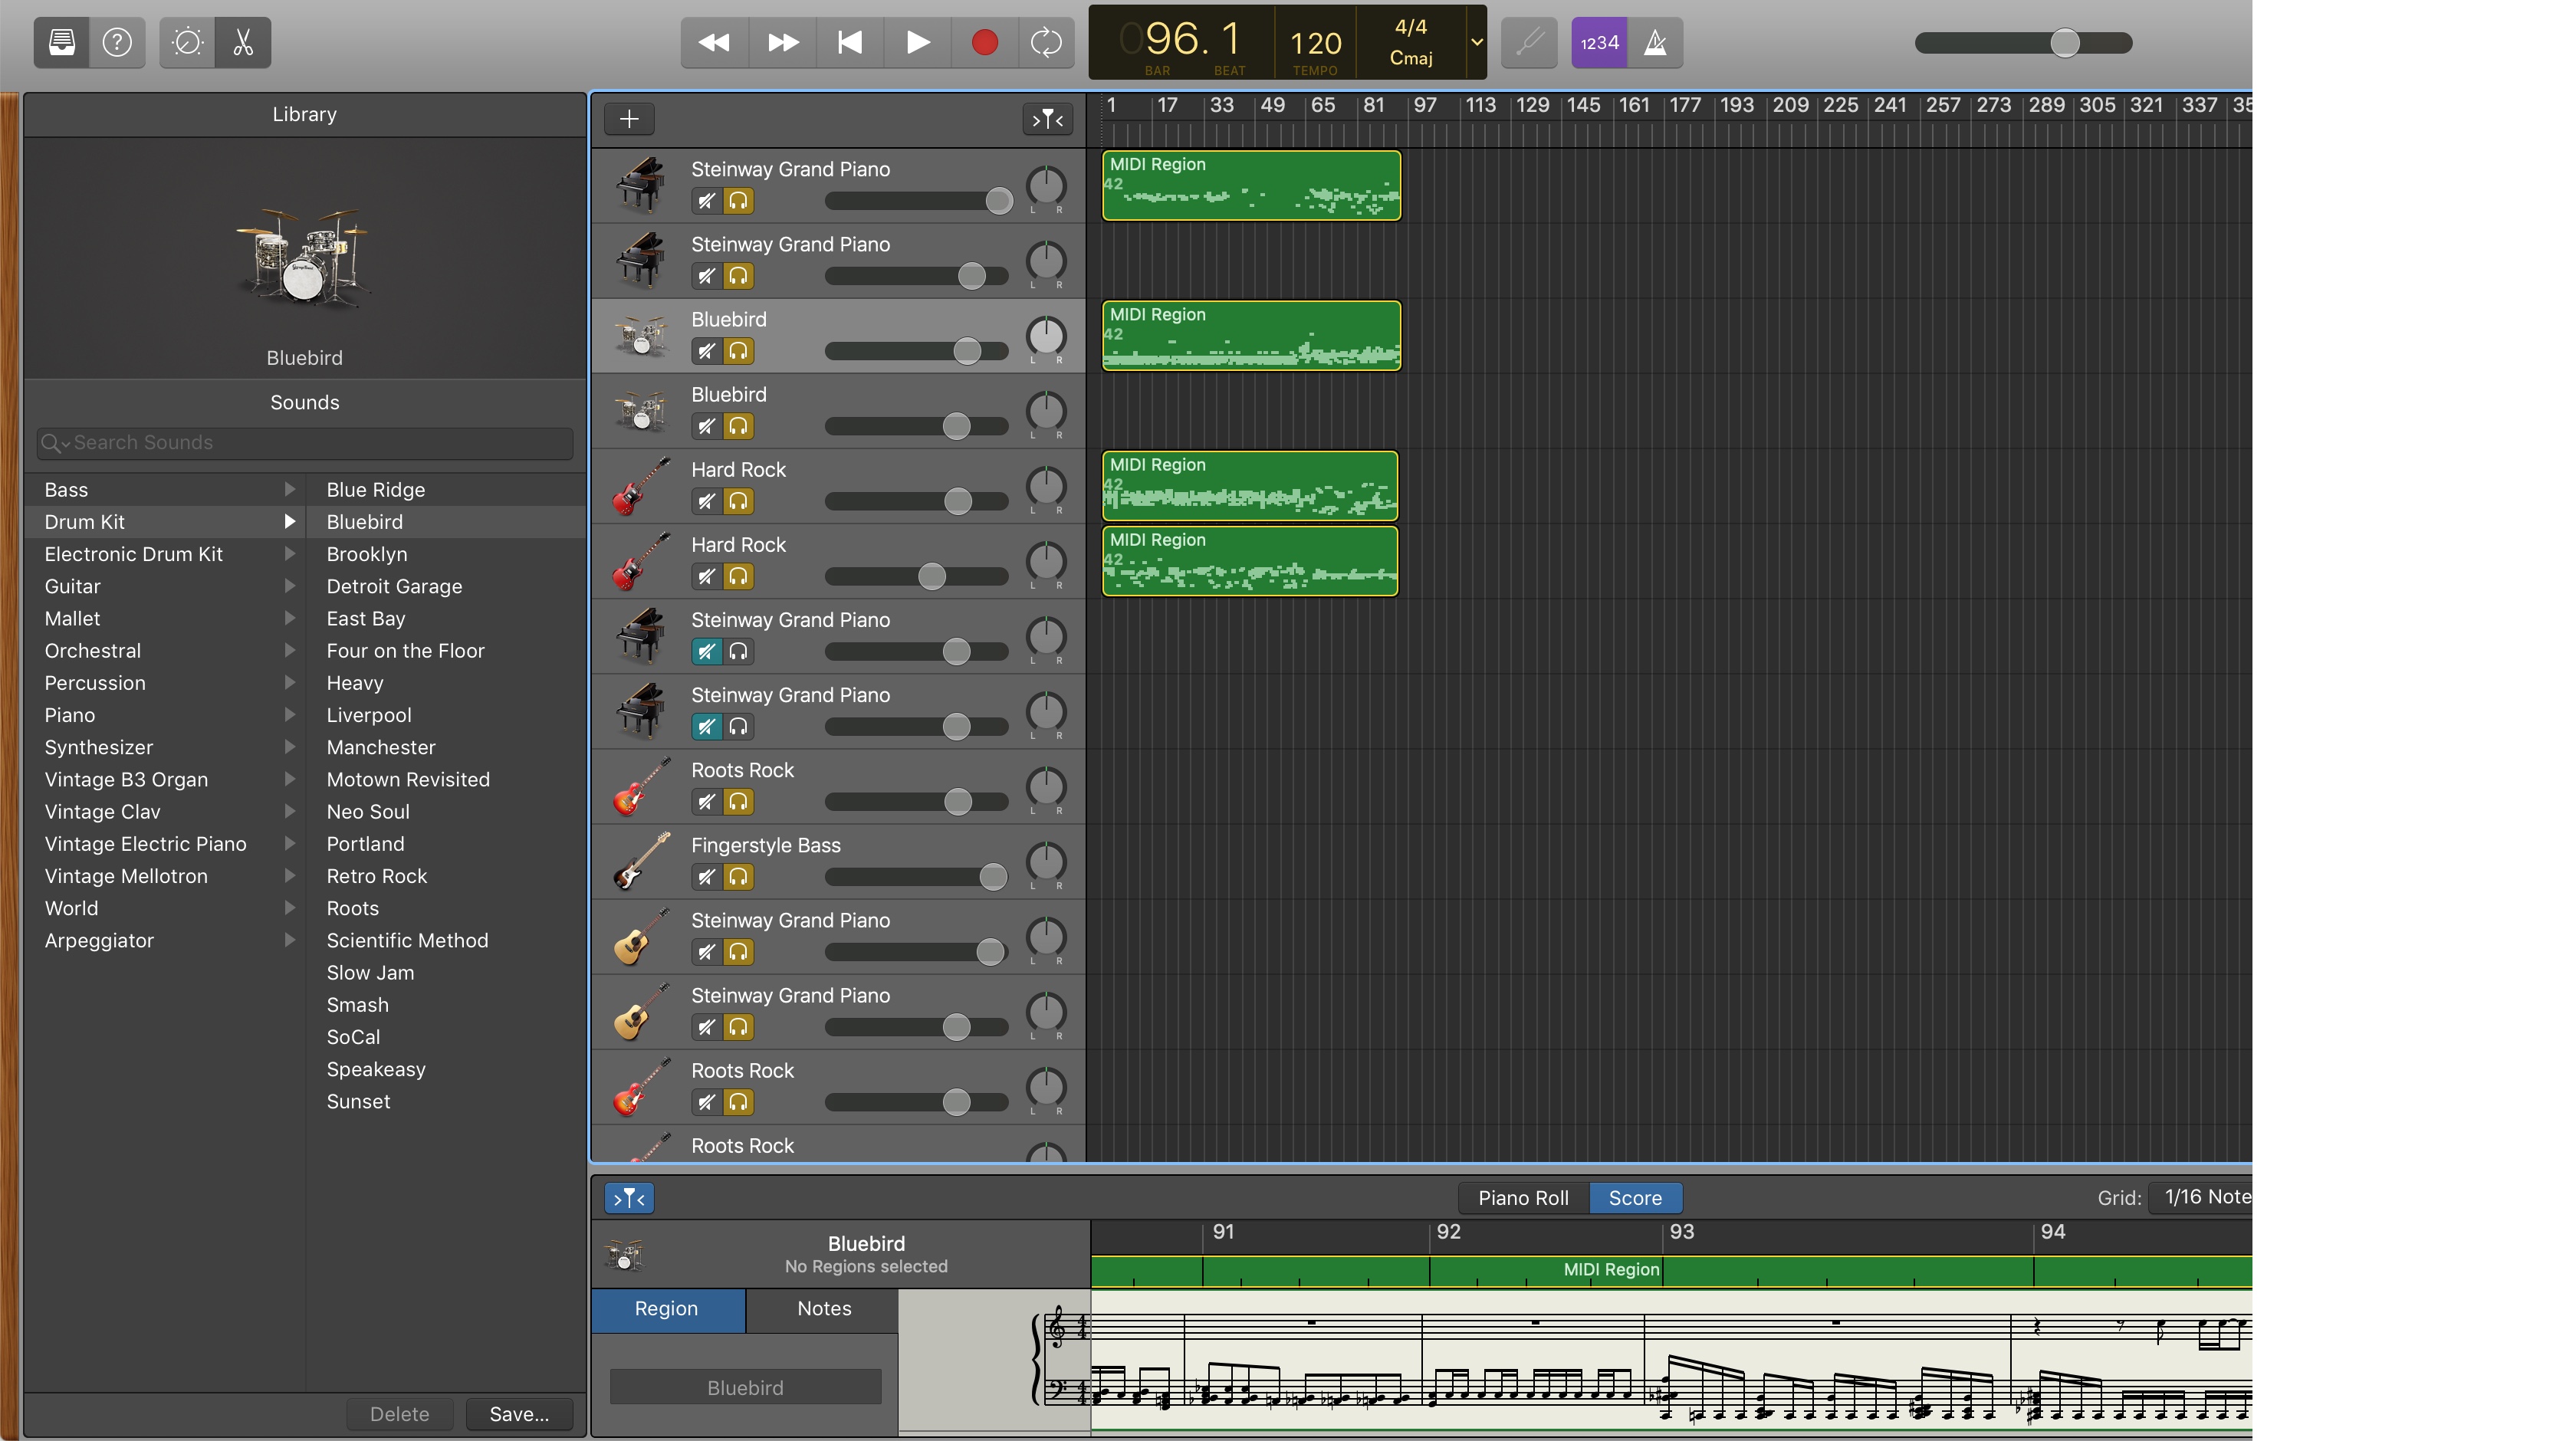 096. 1
BAR BEAT
120
TEMPO
4/4
Cmaj
1234
Library
Bluebird
Sounds
Search Sounds
Bass
Drum Kit
Electronic Drum Kit
Guitar
Mallet
Orchestral
Percussion
Piano
Synthesizer
Vintage B3 Organ
Vintage Clav
Vintage Electric Piano
Vintage Mellotron
World
Arpeggiator
Blue Ridge
Bluebird
Brooklyn
Detroit Garage
East Bay
Four on the Floor
Heavy
Liverpool
Manchester
Motown Revisited
Neo Soul
Portland
Retro Rock
Roots
Scientific Method
Slow Jam
Smash
SoCal
Speakeasy
Sunset
Delete Save...
1 17 33 49 65 81 97 113 129 145 161 177 193 209 225 241 257 273 289 305 321 337 35
Steinway Grand Piano
L R
MIDI Region
42
Steinway Grand Piano
L R
Bluebird
L R
MIDI Region
42
Bluebird
L R
Hard Rock
L R
MIDI Region
42
Hard Rock
L R
MIDI Region
42
Steinway Grand Piano
L R
Steinway Grand Piano
L R
Roots Rock
L R
Fingerstyle Bass
L R
Steinway Grand Piano
L R
Steinway Grand Piano
L R
Roots Rock
L R
Roots Rock
Piano Roll Score
Grid: 1/16 Note
Bluebird
No Regions selected
91 92 93 94
MIDI Region
Region Notes
Bluebird